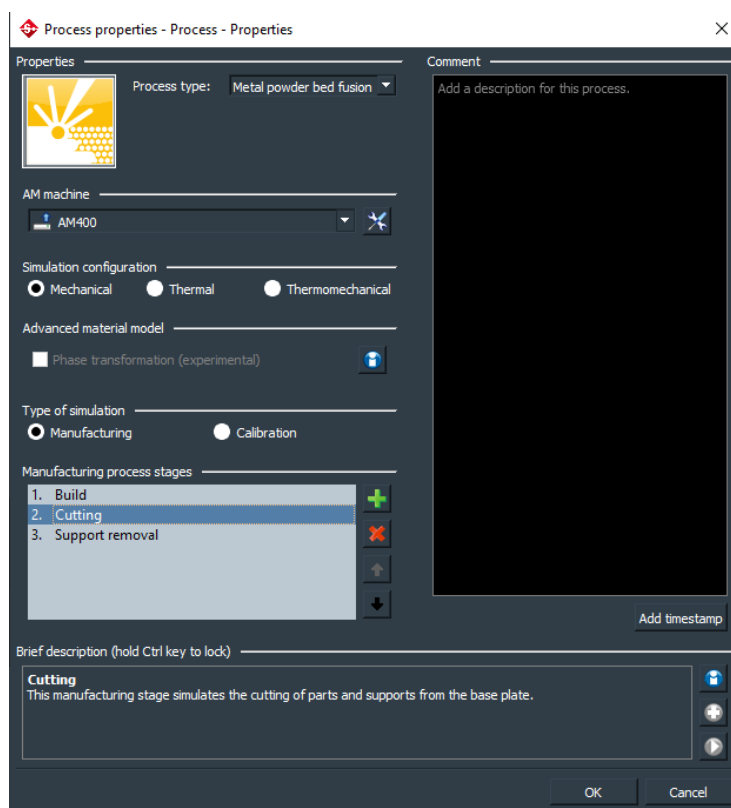 Process properties - Process - Properties
Properties
Process type: Metal powder bed fusion
AM machine
AM400
Simulation configuration
Mechanical Thermal Thermomechanical
Advanced material model
Phase transformation (experimental)
Type of simulation
Manufacturing Calibration
Manufacturing process stages
1. Build
2. Cutting
3. Support removal
Comment
Add a description for this process.
Add timestamp
Brief description (hold Ctrl key to lock)
Cutting
This manufacturing stage simulates the cutting of parts and supports from the base plate.
OK Cancel